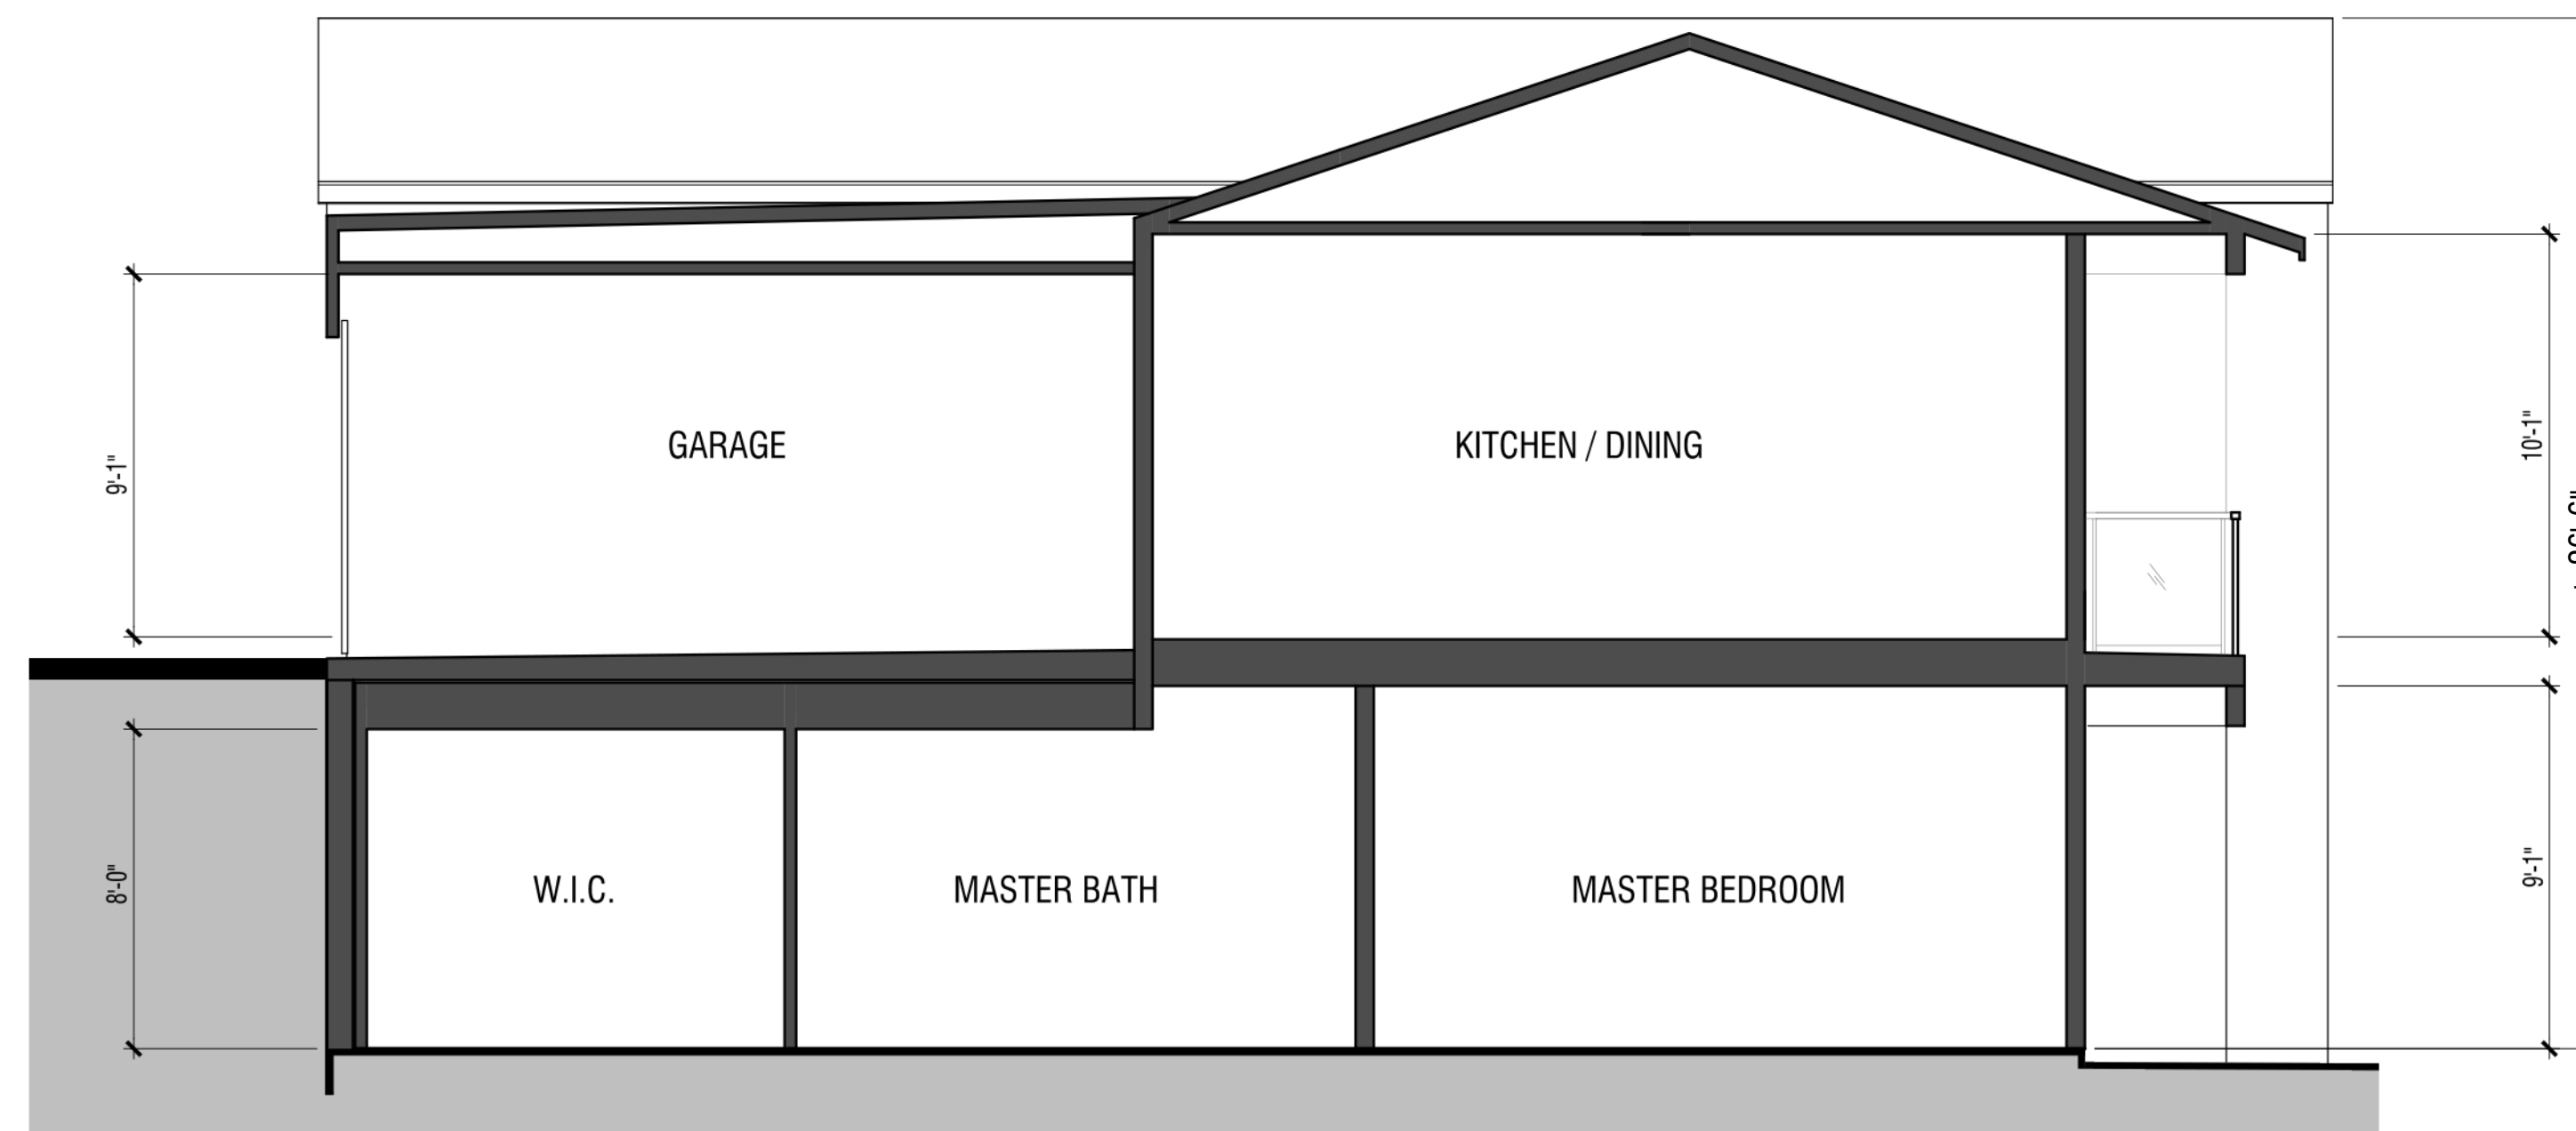 GARAGE
KITCHEN / DINING
9'-1"
10'-1"
W.I.C.
MASTER BATH
MASTER BEDROOM
8'-0"
9'-1"